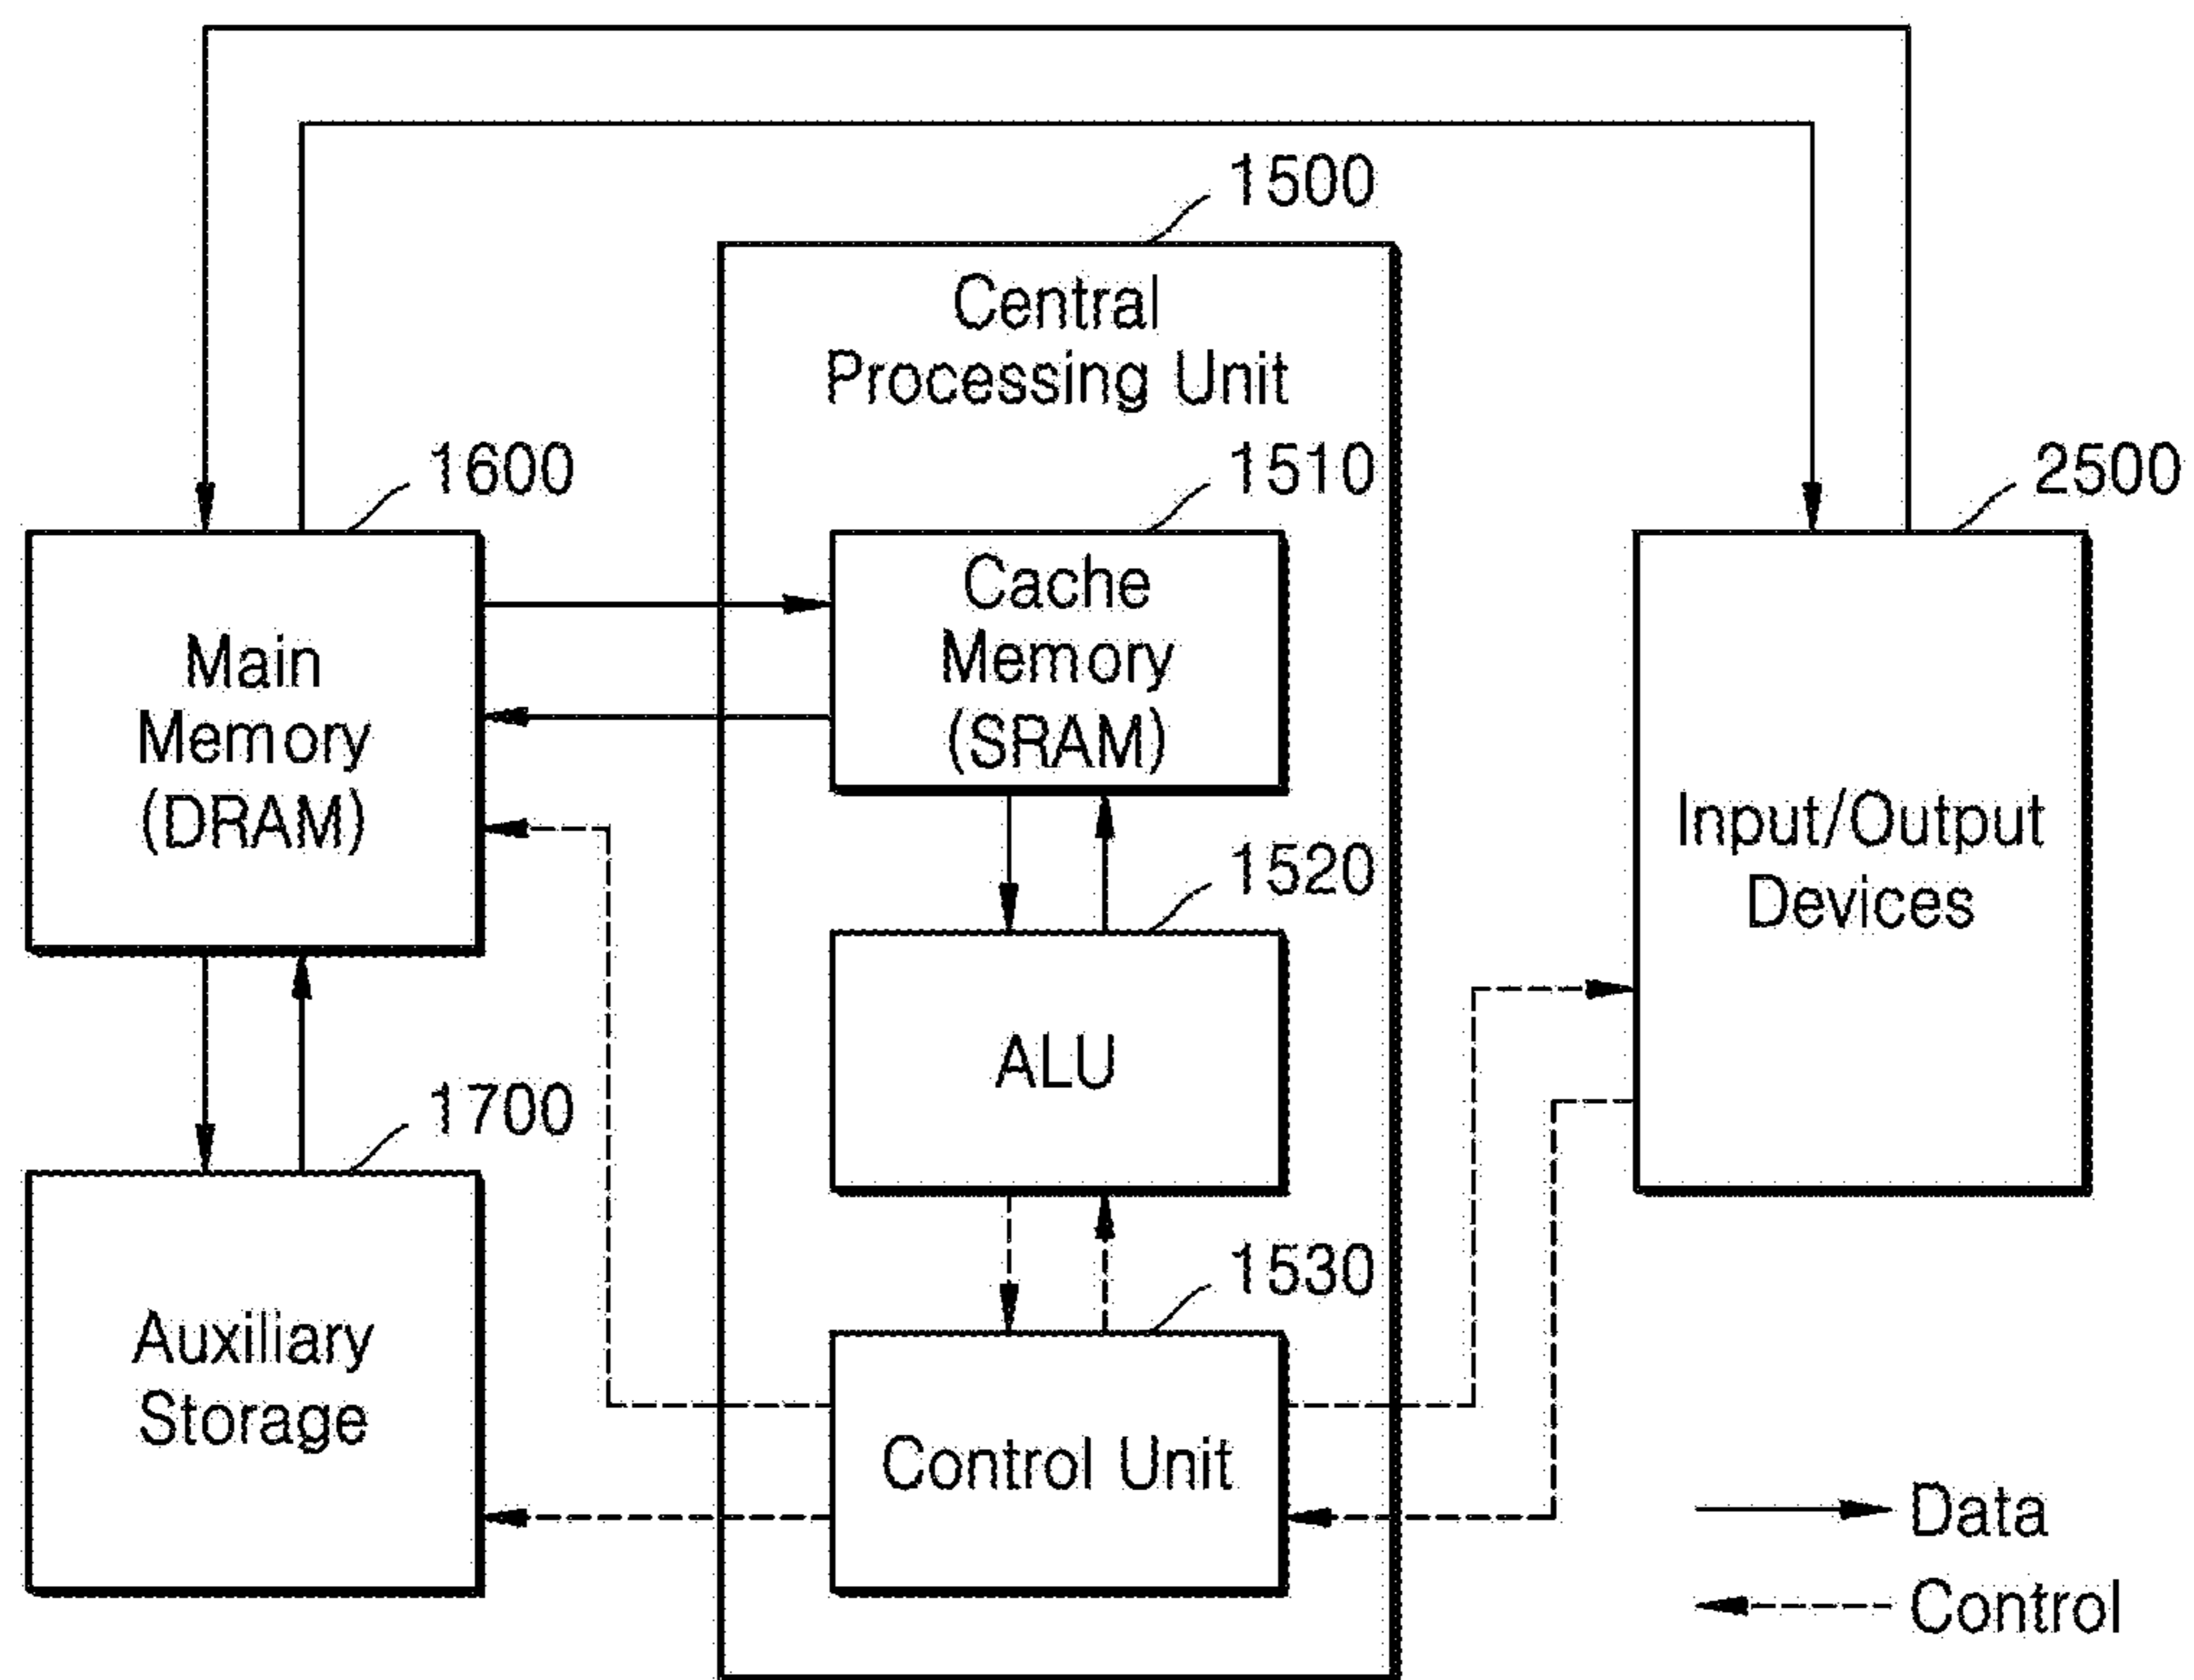 1500
Central
Processing Unit
1600
1510
2500
Main
Memory
(DRAM)
Cache
Memory
(SRAM)
Input/Output
Devices
1520
ALU
1700
1530
Auxiliary
Storage
Control Unit
Data
Control